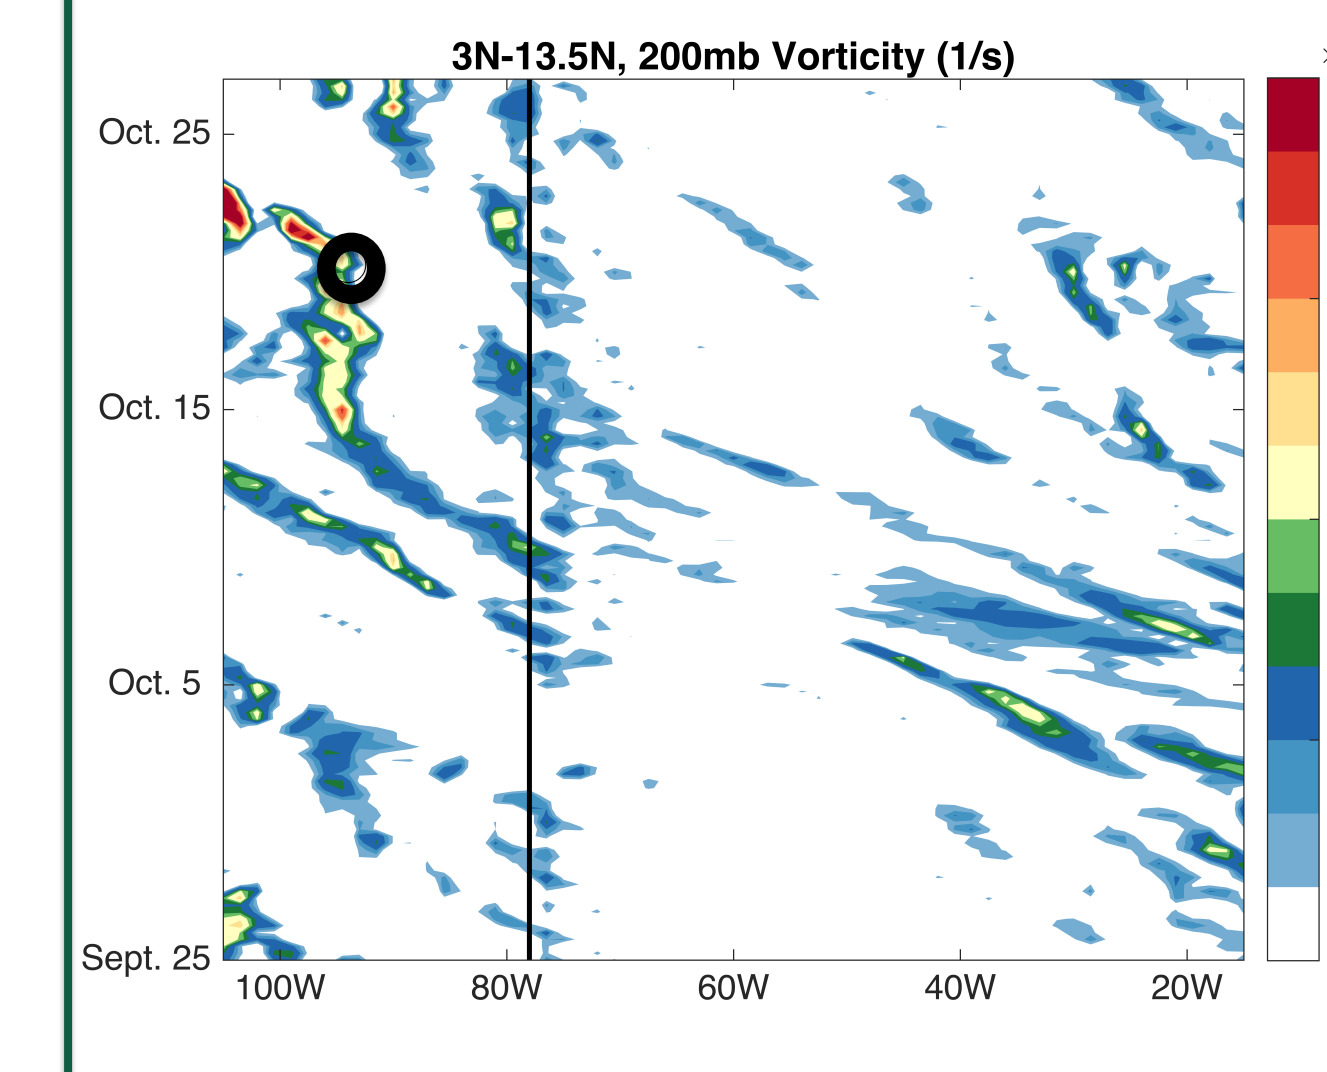 3N-13.5N, 200mb Vorticity (1/s)
Oct. 25
Oct. 15
Oct. 5
Sept. 25
100W 80W 60W 40W 20W